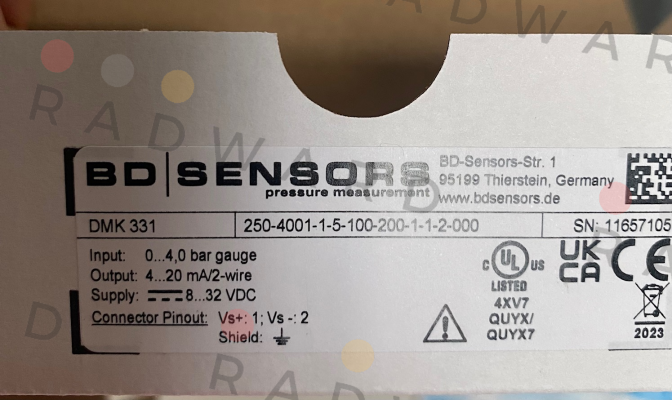 BD SENSORS
pressure measurement
BD-Sensors-Str. 1
95199 Thierstein, Germany
www.bdsensors.de
DMK 331
250-4001-1-5-100-200-1-1-2-000
SN: 11657105
Input: 0...4,0 bar gauge
Output: 4...20 mA/2-wire
Supply: 8...32 VDC
Connector Pinout: Vs+: 1; Vs -: 2
Shield:
c UL US
LISTED
4XV7
QUYX/
QUYX7
UK
CA
CE
2023
RADWAR
RADWAR
RADWAR